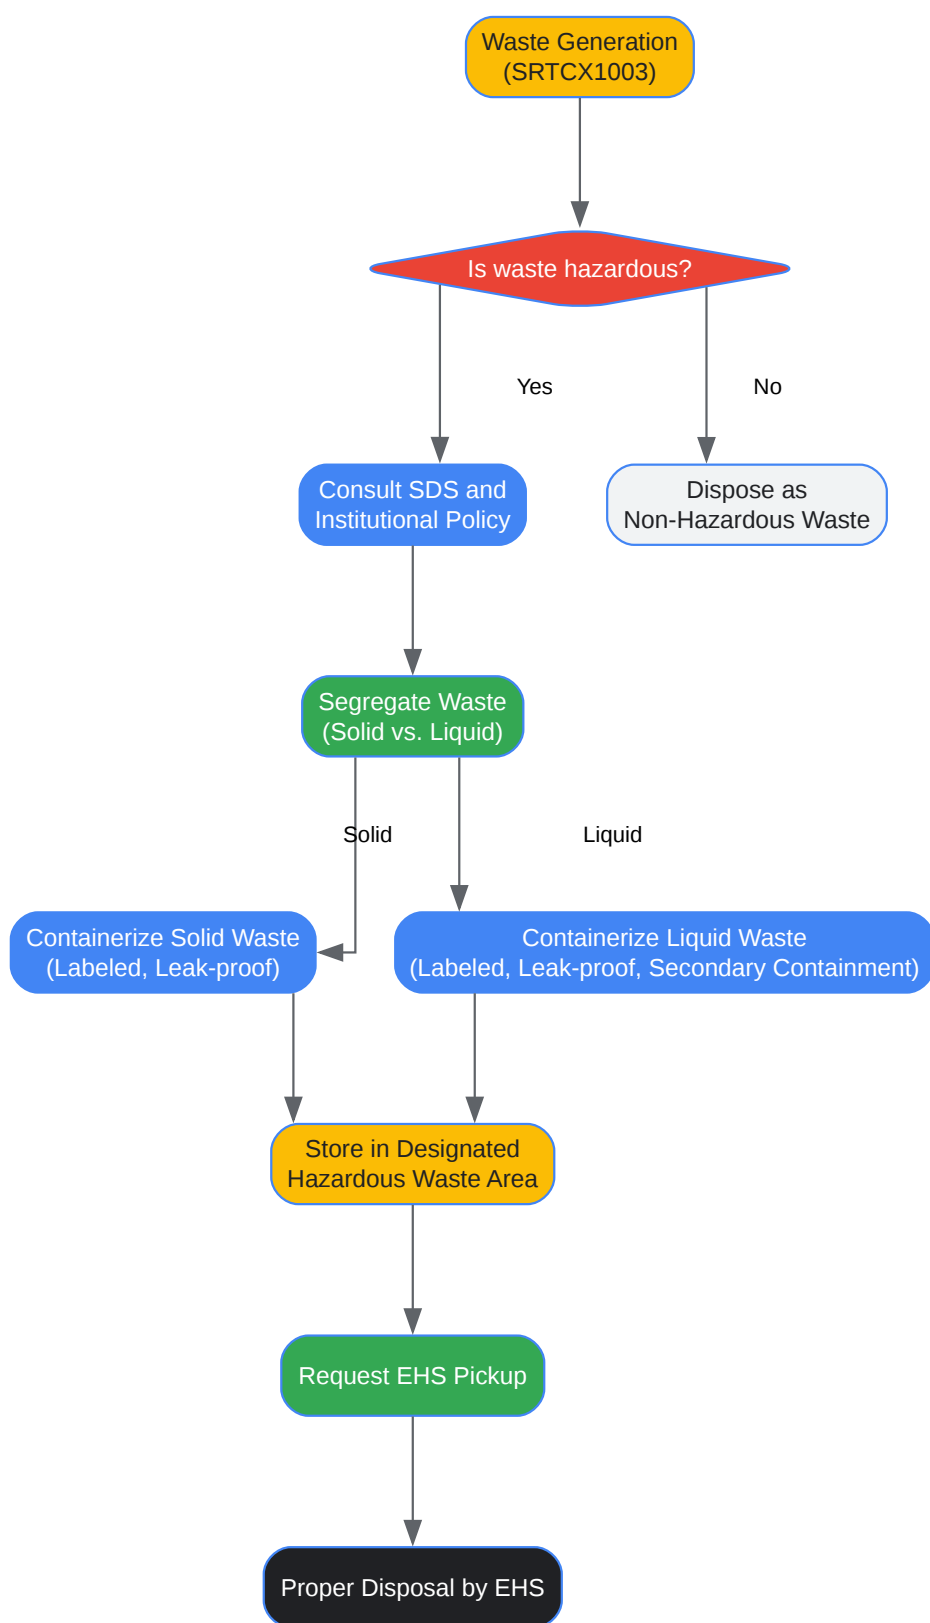 Waste Generation
(SRTCX1003)
Is waste hazardous?
Yes
No
Consult SDS and
Institutional Policy
Dispose as
Non-Hazardous Waste
Segregate Waste
(Solid vs. Liquid)
Solid
Liquid
Containerize Solid Waste
(Labeled, Leak-proof)
Containerize Liquid Waste
(Labeled, Leak-proof, Secondary Containment)
Store in Designated
Hazardous Waste Area
Request EHS Pickup
Proper Disposal by EHS